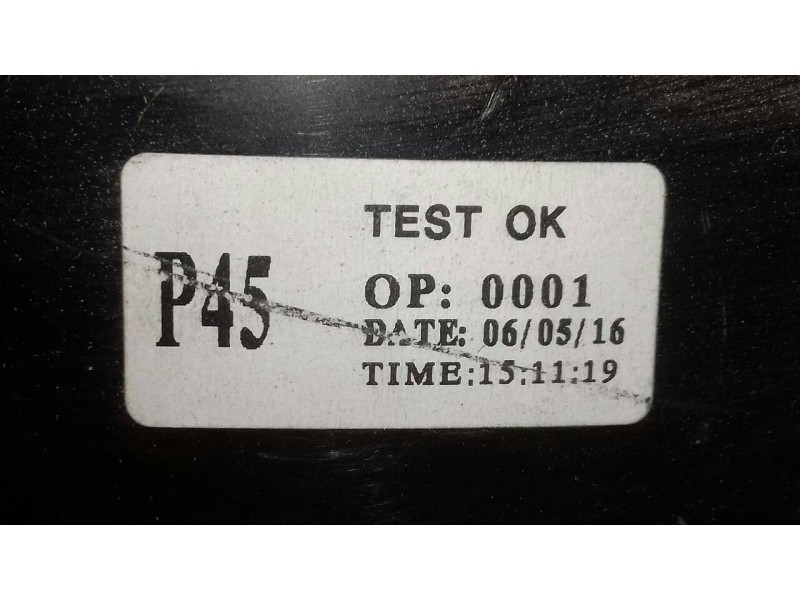 TEST OK
P45
OP: 0001
DATE: 06/05/16
TIME:15:11:19